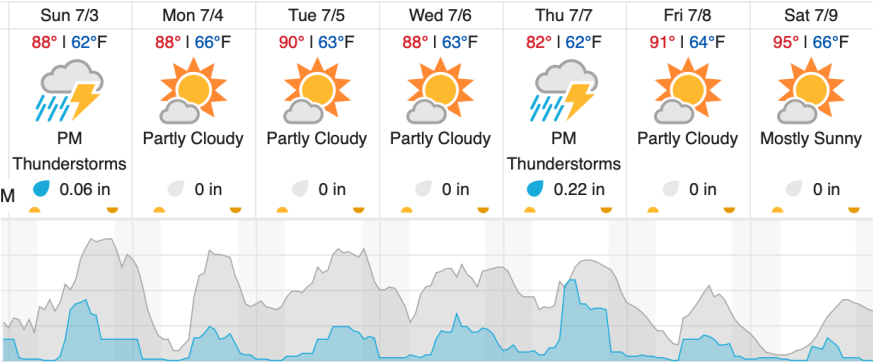 Sun 7/3 Mon 7/4 Tue 7/5 Wed 7/6 Thu 7/7 Fri 7/8 Sat 7/9
88° | 62°F 88° | 66°F 90° | 63°F 88° | 63°F 82° | 62°F 91° | 64°F 95° | 66°F
PM Partly Cloudy Partly Cloudy Partly Cloudy PM Partly Cloudy Mostly Sunny
Thunderstorms Thunderstorms
M 0.06 in 0 in 0 in 0 in 0.22 in 0 in 0 in